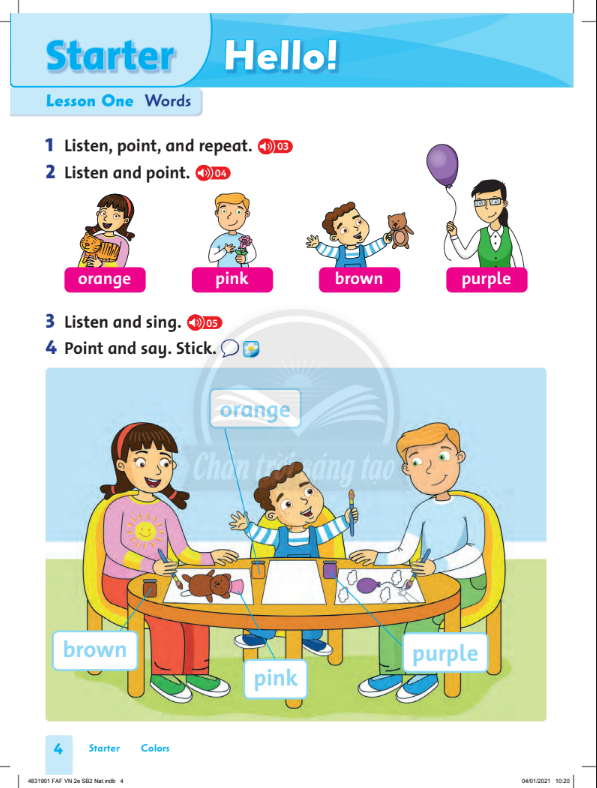 Starter Hello!
Lesson One Words
1 Listen, point, and repeat. 03
2 Listen and point. 04
orange pink brown purple
3 Listen and sing. 05
4 Point and say. Stick.
orange
Chân trời sáng tạo
brown
pink
purple
4 Starter Colors
4831901 FAF VN 2e SB2 Nat.indb 4 04/01/2021 10:20